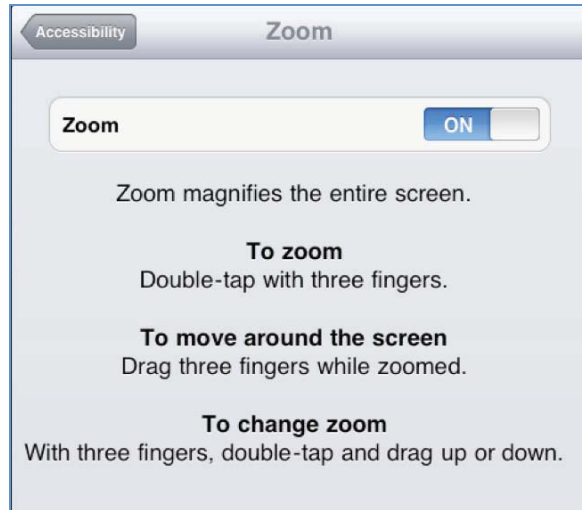 Accessibility
Zoom
Zoom
ON
Zoom magnifies the entire screen.
To zoom
Double-tap with three fingers.
To move around the screen
Drag three fingers while zoomed.
To change zoom
With three fingers, double-tap and drag up or down.